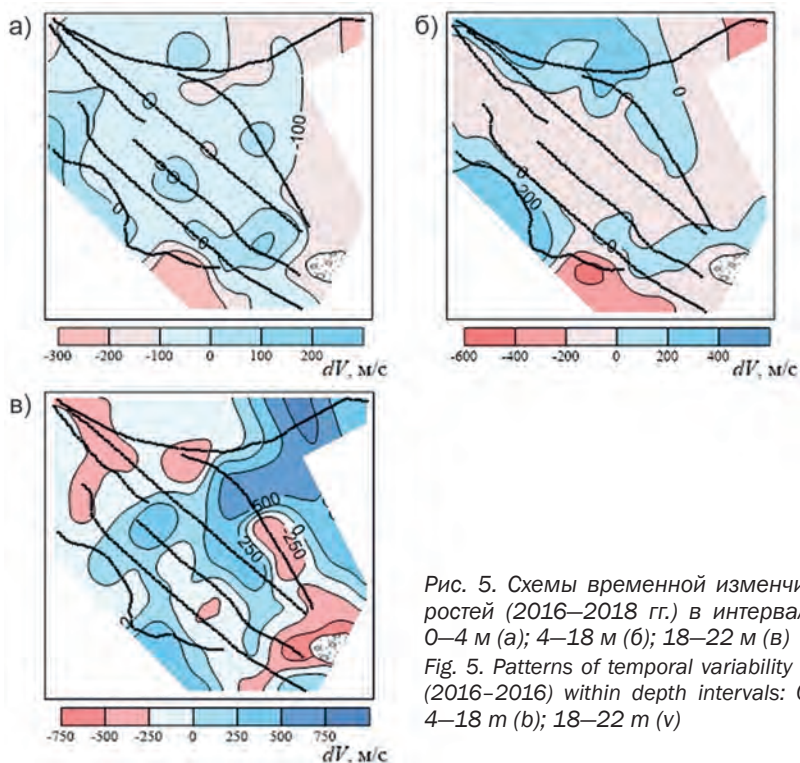 а)
-100
0
0
-300 -200 -100 0 100 200
dV, м/с
б)
0
0
200
0
-600 -400 -200 0 200 400
dV, м/с
в)
500
0
-250
-250
0
-750 -500 -250 0 250 500 750
dV, м/с
Рис. 5. Схемы временной изменчи
ростей (2016—2018 гг.) в интервал
0—4 м (а); 4—18 м (б); 18—22 м (в)
Fig. 5. Patterns of temporal variability
(2016–2016) within depth intervals:
4—18 m (b); 18—22 m (v)